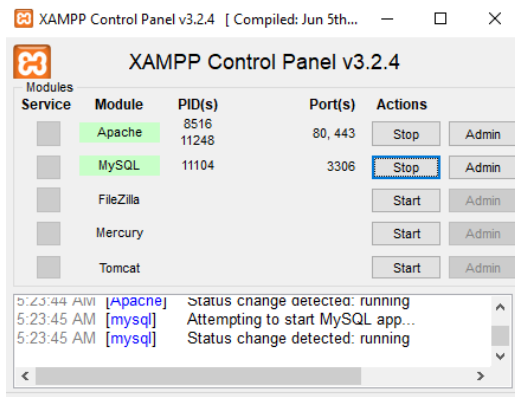 XAMPP Control Panel v3.2.4 [ Compiled: Jun 5th...
XAMPP Control Panel v3.2.4
Modules
Service Module PID(s) Port(s) Actions
Apache 8516 11248 80, 443 Stop Admin
MySQL 11104 3306 Stop Admin
FileZilla Start Admin
Mercury Start Admin
Tomcat Start Admin
5:23:44 AM [Apache] Status change detected: running
5:23:45 AM [mysql] Attempting to start MySQL app...
5:23:45 AM [mysql] Status change detected: running